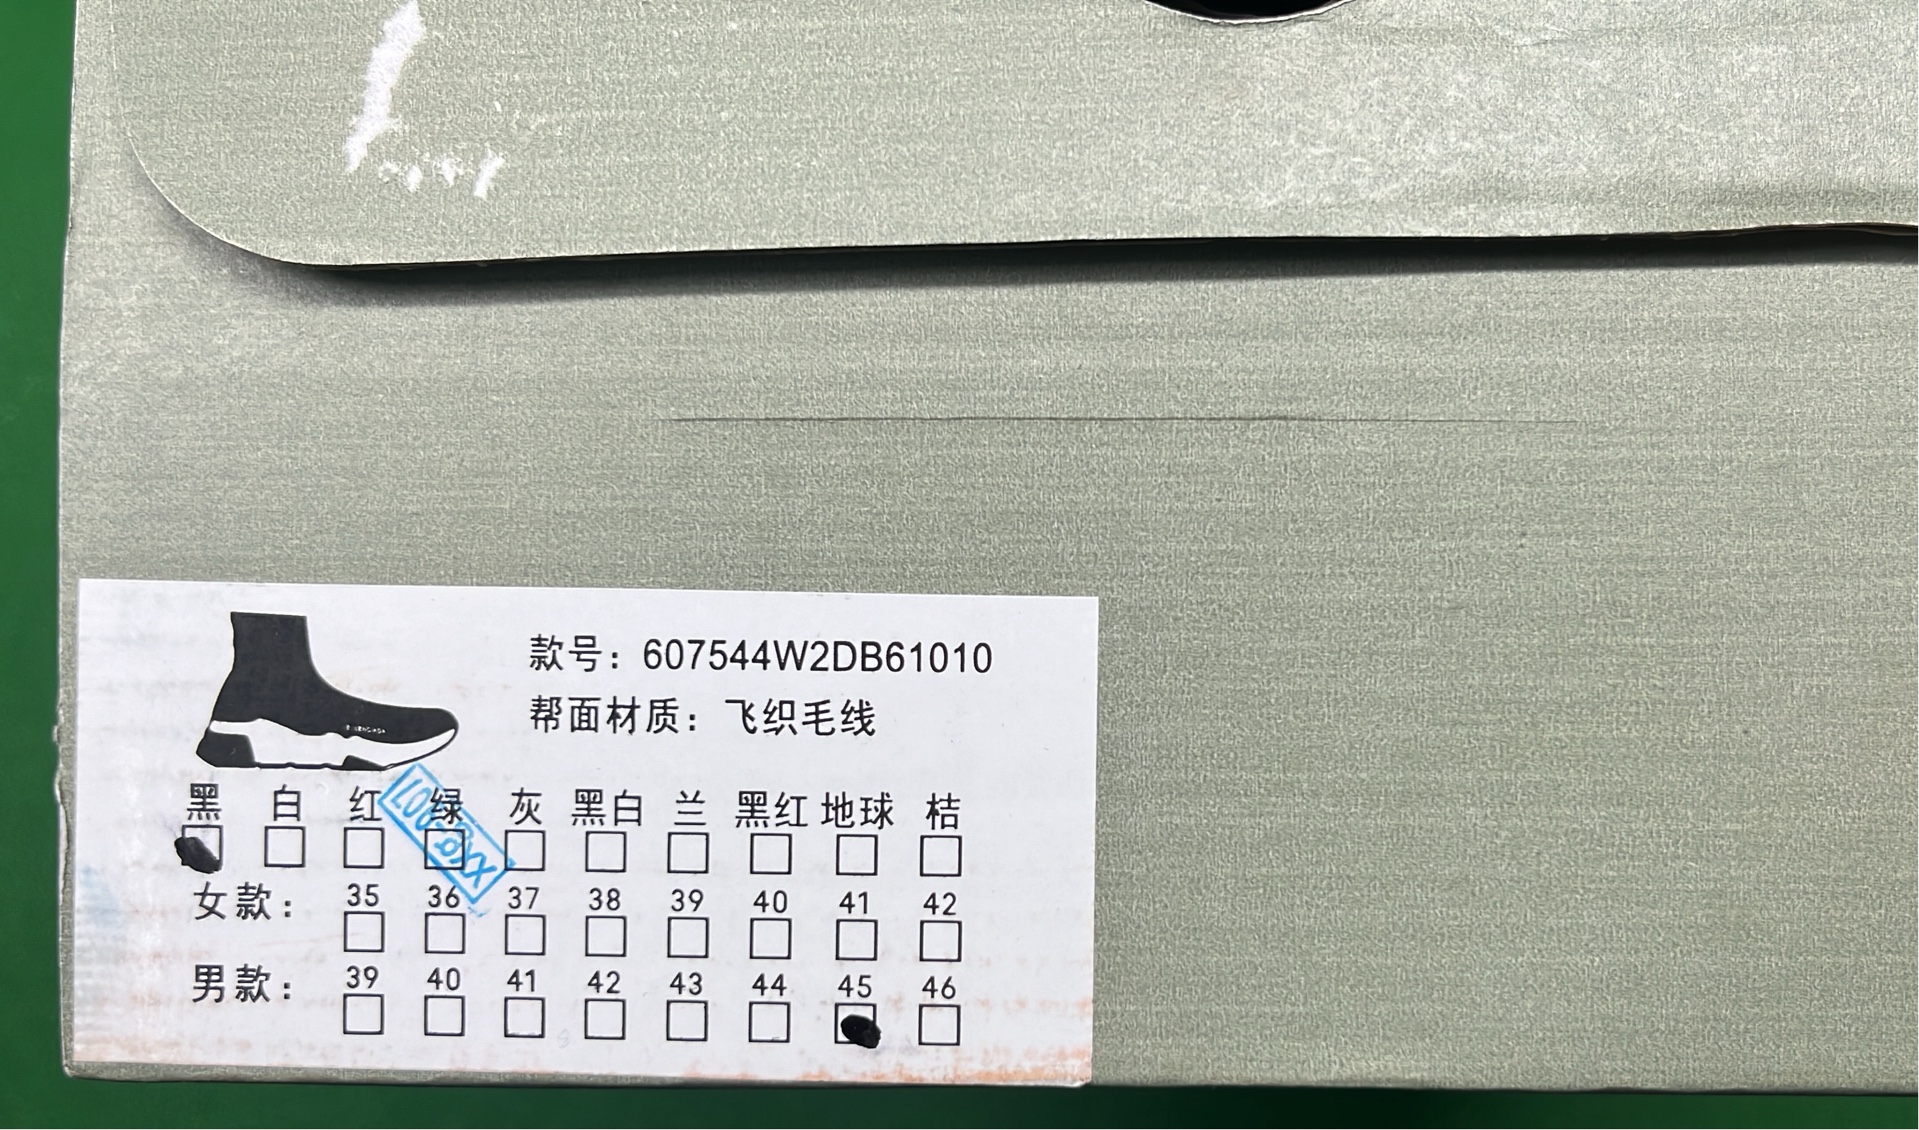 款号：607544W2DB61010
帮面材质：飞织毛线
黑 白 红 绿 灰 黑白 兰 黑红 地球 桔
女款： 35 36 37 38 39 40 41 42
男款： 39 40 41 42 43 44 45 46